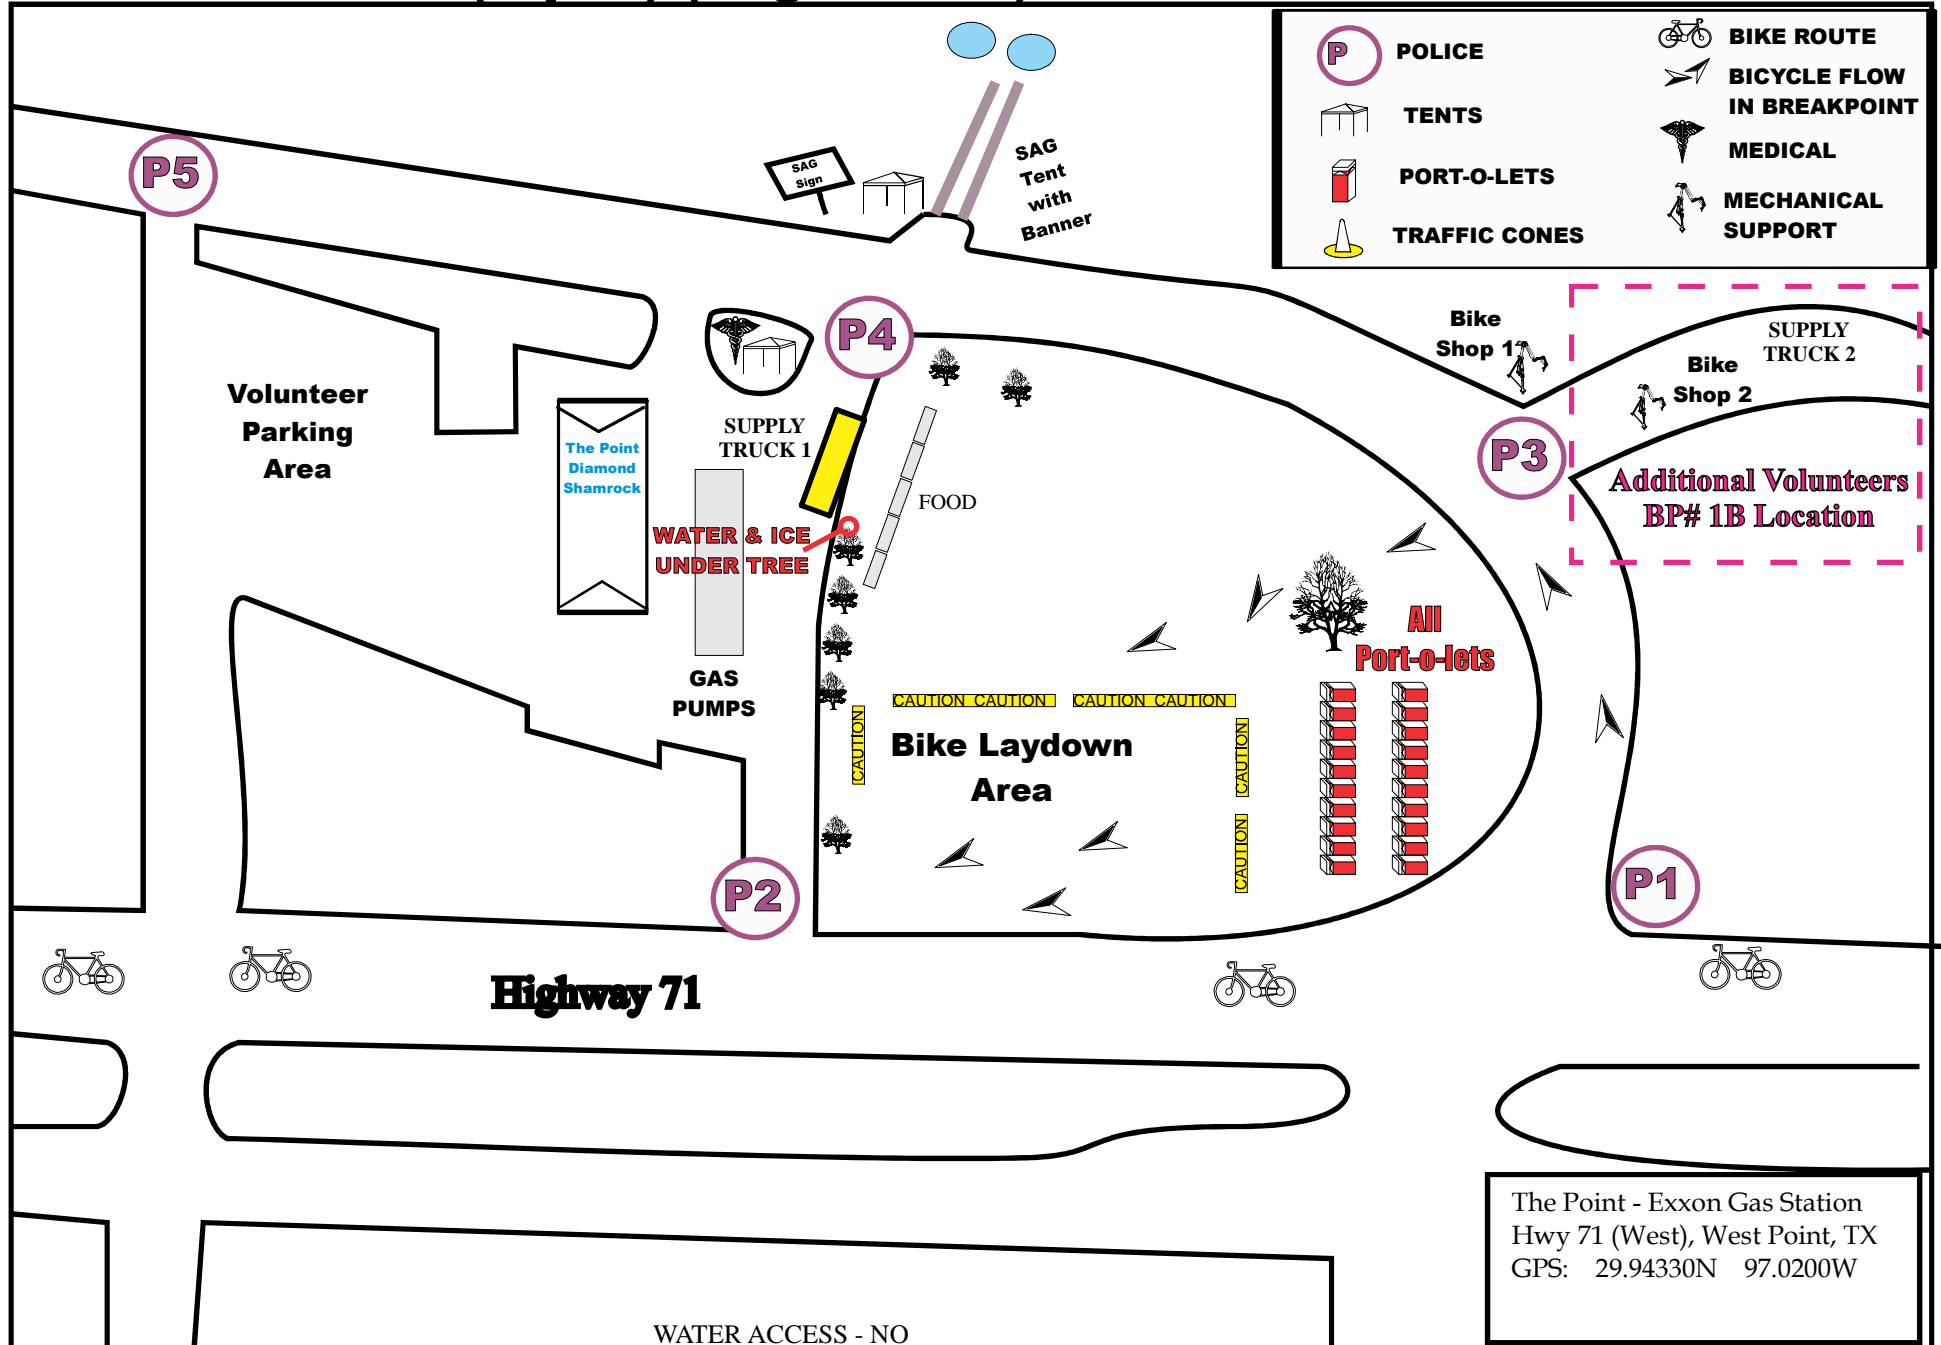 P
POLICE
TENTS
PORT-O-LETS
TRAFFIC CONES
BIKE ROUTE
BICYCLE FLOW
IN BREAKPOINT
MEDICAL
MECHANICAL
SUPPORT
P5
SAG
Sign
SAG
Tent
with
Banner
P4
Bike
Shop 1
SUPPLY
TRUCK 2
Bike
Shop 2
P3
Additional Volunteers
BP# 1B Location
Volunteer
Parking
Area
The Point
Diamond
Shamrock
SUPPLY
TRUCK 1
FOOD
WATER & ICE
UNDER TREE
GAS
PUMPS
All
Port-o-lets
CAUTION CAUTION
CAUTION CAUTION
CAUTION
CAUTION
CAUTION
Bike Laydown
Area
P2
P1
Highway 71
The Point - Exxon Gas Station
Hwy 71 (West), West Point, TX
GPS: 29.94330N 97.0200W
WATER ACCESS - NO